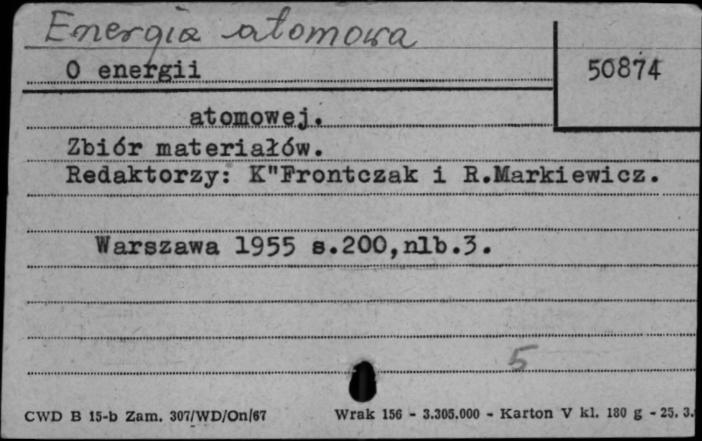 Energia atomowa
O energii
50874
atomowej.
Zbiór materiałów.
Redaktorzy: K"Frontczak i R.Markiewicz.
Warszawa 1955 s.200,nlb.3.
5
CWD B 15-b Zam. 307/WD/On/67 Wrak 156 - 3.305.000 - Karton V kl. 180 g - 25. 3.